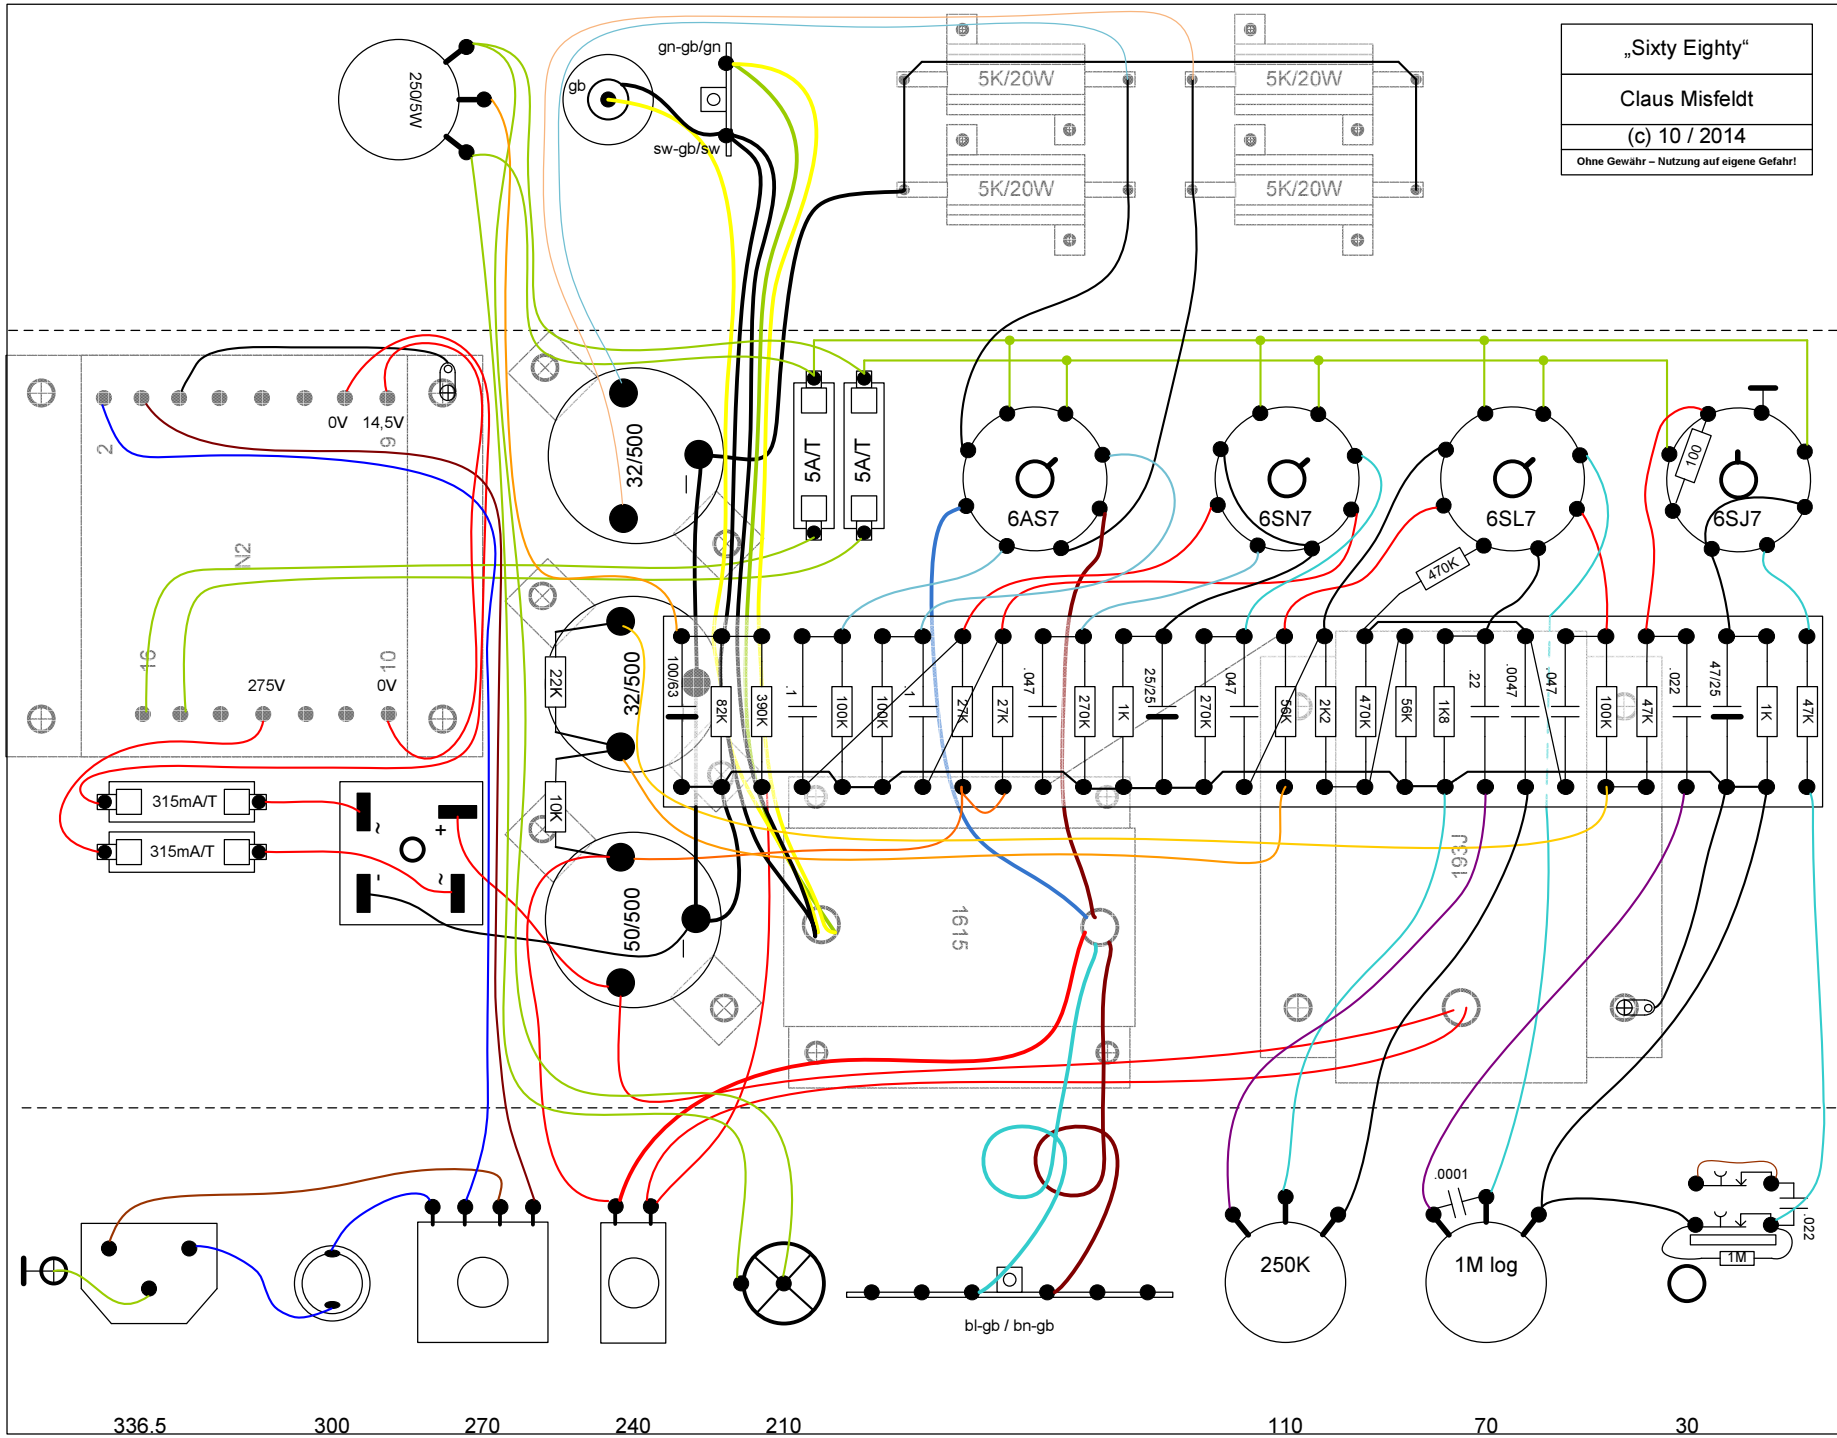 „Sixty Eighty“
Claus Misfeldt
(c) 10 / 2014
Ohne Gewähr – Nutzung auf eigene Gefahr!
250/5W
gb
gn-gb/gn
sw-gb/sw
5K/20W
5K/20W
5K/20W
5K/20W
0V 14,5V
2
9
N2
16
10
275V
0V
32/500
–
5A/T
5A/T
6AS7
6SN7
6SL7
6SJ7
100
470K
22K
32/500
10K
50/500
–
100/63
82K
390K
.1
100K
100K
.1
27K
27K
.047
270K
1K
25/25
270K
.047
56K
2K2
470K
56K
1K8
.22
.0047
.047
100K
47K
.022
47/25
1K
47K
315mA/T
315mA/T
~
+
-
~
1615
193J
.0001
250K
1M log
.022
1M
bl-gb / bn-gb
336.5
300
270
240
210
110
70
30